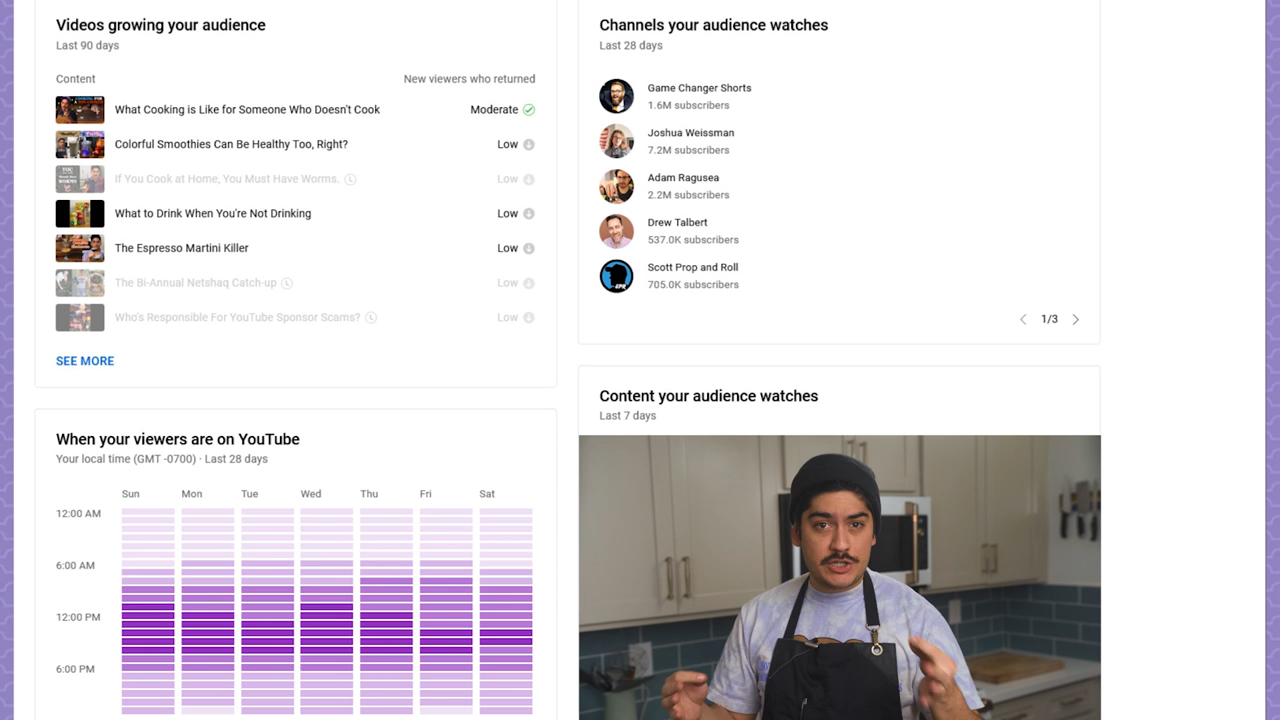 Videos growing your audience
Last 90 days
Content New viewers who returned
What Cooking is Like for Someone Who Doesn't Cook Moderate
Colorful Smoothies Can Be Healthy Too, Right? Low
If You Cook at Home, You Must Have Worms. Low
What to Drink When You're Not Drinking Low
The Espresso Martini Killer Low
The Bi-Annual Netshaq Catch-up Low
Who's Responsible For YouTube Sponsor Scams? Low
SEE MORE
When your viewers are on YouTube
Your local time (GMT -0700) · Last 28 days
Sun Mon Tue Wed Thu Fri Sat
12:00 AM
6:00 AM
12:00 PM
6:00 PM
Channels your audience watches
Last 28 days
Game Changer Shorts
1.6M subscribers
Joshua Weissman
7.2M subscribers
Adam Ragusea
2.2M subscribers
Drew Talbert
537.0K subscribers
Scott Prop and Roll
705.0K subscribers
1/3
Content your audience watches
Last 7 days